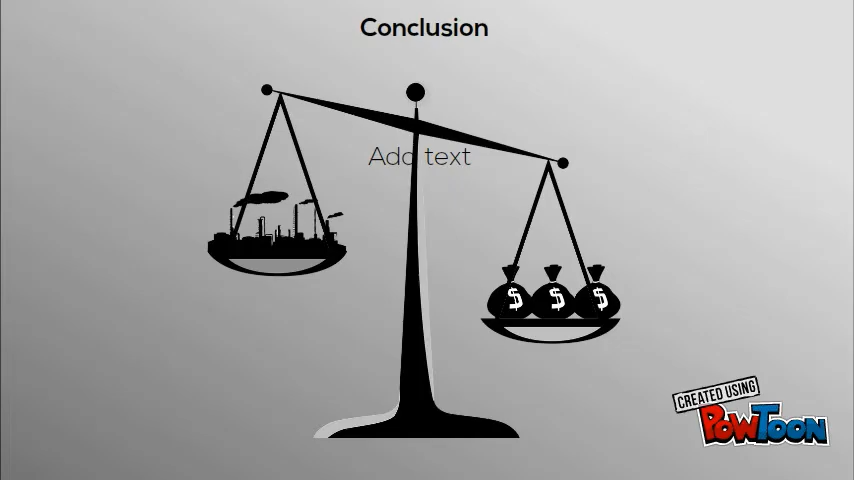 Conclusion
Add text
$ $ $
CREATED USING
POWTOON